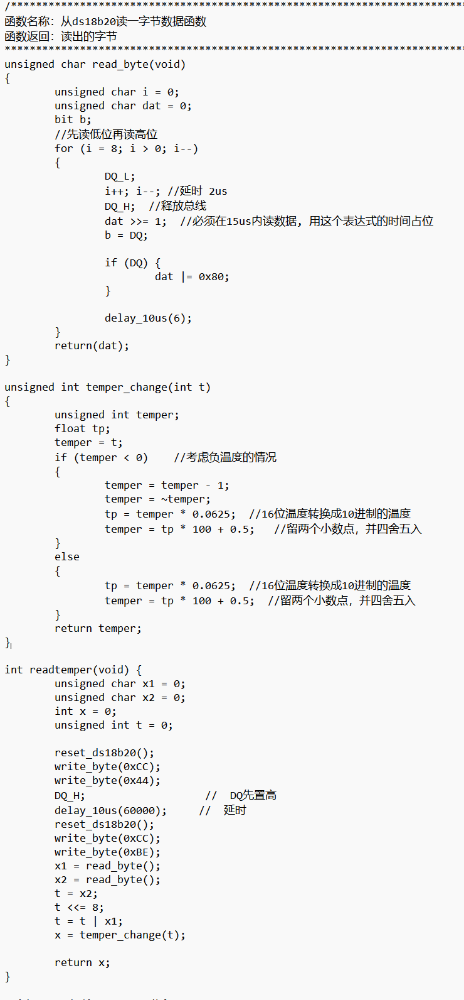 /*************************************************************************
函数名称：从ds18b20读一字节数据函数
函数返回：读出的字节
**************************************************************************
unsigned char read_byte(void)
{
        unsigned char i = 0;
        unsigned char dat = 0;
        bit b;
        //先读低位再读高位
        for (i = 8; i > 0; i--)
        {
                DQ_L;
                i++; i--; //延时 2us
                DQ_H;  //释放总线
                dat >>= 1;  //必须在15us内读数据, 用这个表达式的时间占位
                b = DQ;
                if (DQ) {
                        dat |= 0x80;
                }
                delay_10us(6);
        }
        return(dat);
}
unsigned int temper_change(int t)
{
        unsigned int temper;
        float tp;
        temper = t;
        if (temper < 0)    //考虑负温度的情况
        {
                temper = temper - 1;
                temper = ~temper;
                tp = temper * 0.0625;  //16位温度转换成10进制的温度
                temper = tp * 100 + 0.5;   //留两个小数点，并四舍五入
        }
        else
        {
                tp = temper * 0.0625;  //16位温度转换成10进制的温度
                temper = tp * 100 + 0.5;  //留两个小数点，并四舍五入
        }
        return temper;
}
int readtemper(void) {
        unsigned char x1 = 0;
        unsigned char x2 = 0;
        int x = 0;
        unsigned int t = 0;
        reset_ds18b20();
        write_byte(0xCC);
        write_byte(0x44);
        DQ_H;                   //  DQ先置高
        delay_10us(60000);     //  延时
        reset_ds18b20();
        write_byte(0xCC);
        write_byte(0xBE);
        x1 = read_byte();
        x2 = read_byte();
        t = x2;
        t <<= 8;
        t = t | x1;
        x = temper_change(t);
        return x;
}